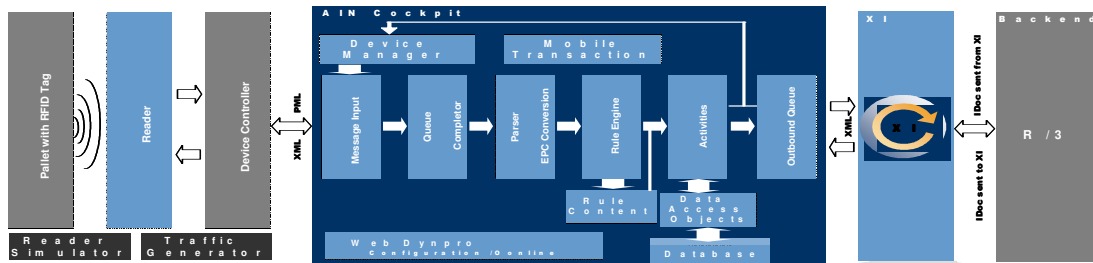 AIN Cockpit
XI
Backend
Device
Manager
Mobile
Transaction
Pallet with RFID Tag
Reader
Device Controller
XML
PML
Message Input
Queue
Completor
Parser
EPC Conversion
Rule Engine
Activities
Outbound Queue
XML
XI
IDoc sent from XI
IDoc sent to XI
R/3
Rule
Content
Data
Access
Objects
Reader
Simulator
Traffic
Generator
Web Dynpro
Configuration /Oonline
Database